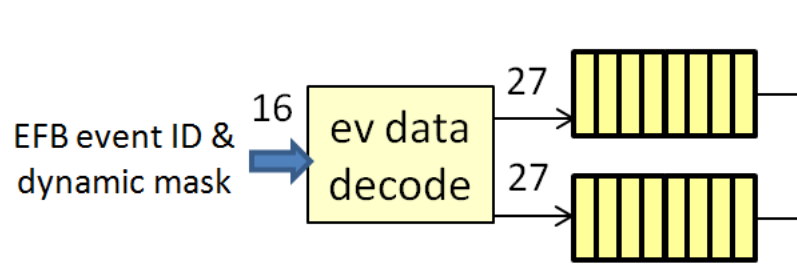 EFB event ID &
dynamic mask
16
ev data
decode
27
27